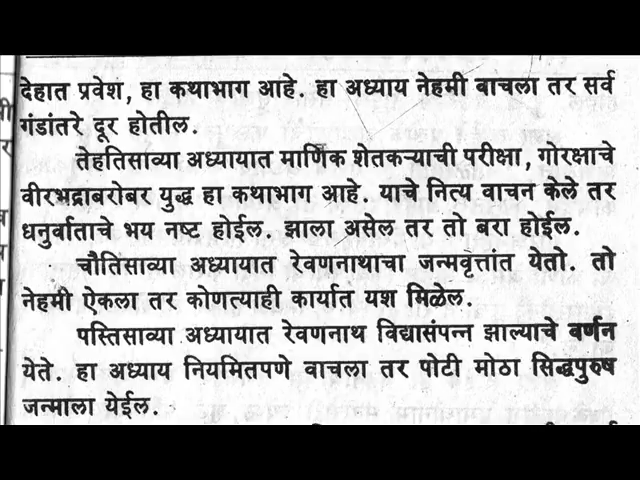 देहात प्रवेश, हा कथाभाग आहे. हा अध्याय नेहमी बाचला तर सर्व
गंडांतरे दूर होतील.
तेहतिसाव्या अध्यायात माणिक शेतकऱ्याची परीक्षा, गोरक्षाचे
वीरभद्राबरोबर युद्ध हा कथाभाग आहे. याचे नित्य वाचन केले तर
धनुर्वाताचे भय नष्ट होईल. झाला असेल तर तो बरा होईल.
चौतिसाव्या अध्यायात रेवणनाथाचा जन्मवृत्तांत येतो. तो
नेहमी ऐकला तर कोणत्याही कार्यात यश मिळेल.
पस्तिसाव्या अध्यायात रेवणनाथ विद्यासंपन्न झाल्याचे वर्णन
येते. हा अध्याय नियमितपणे वाचला तर पोटी मोठा सिद्धपुरुष
जन्माला येईल.